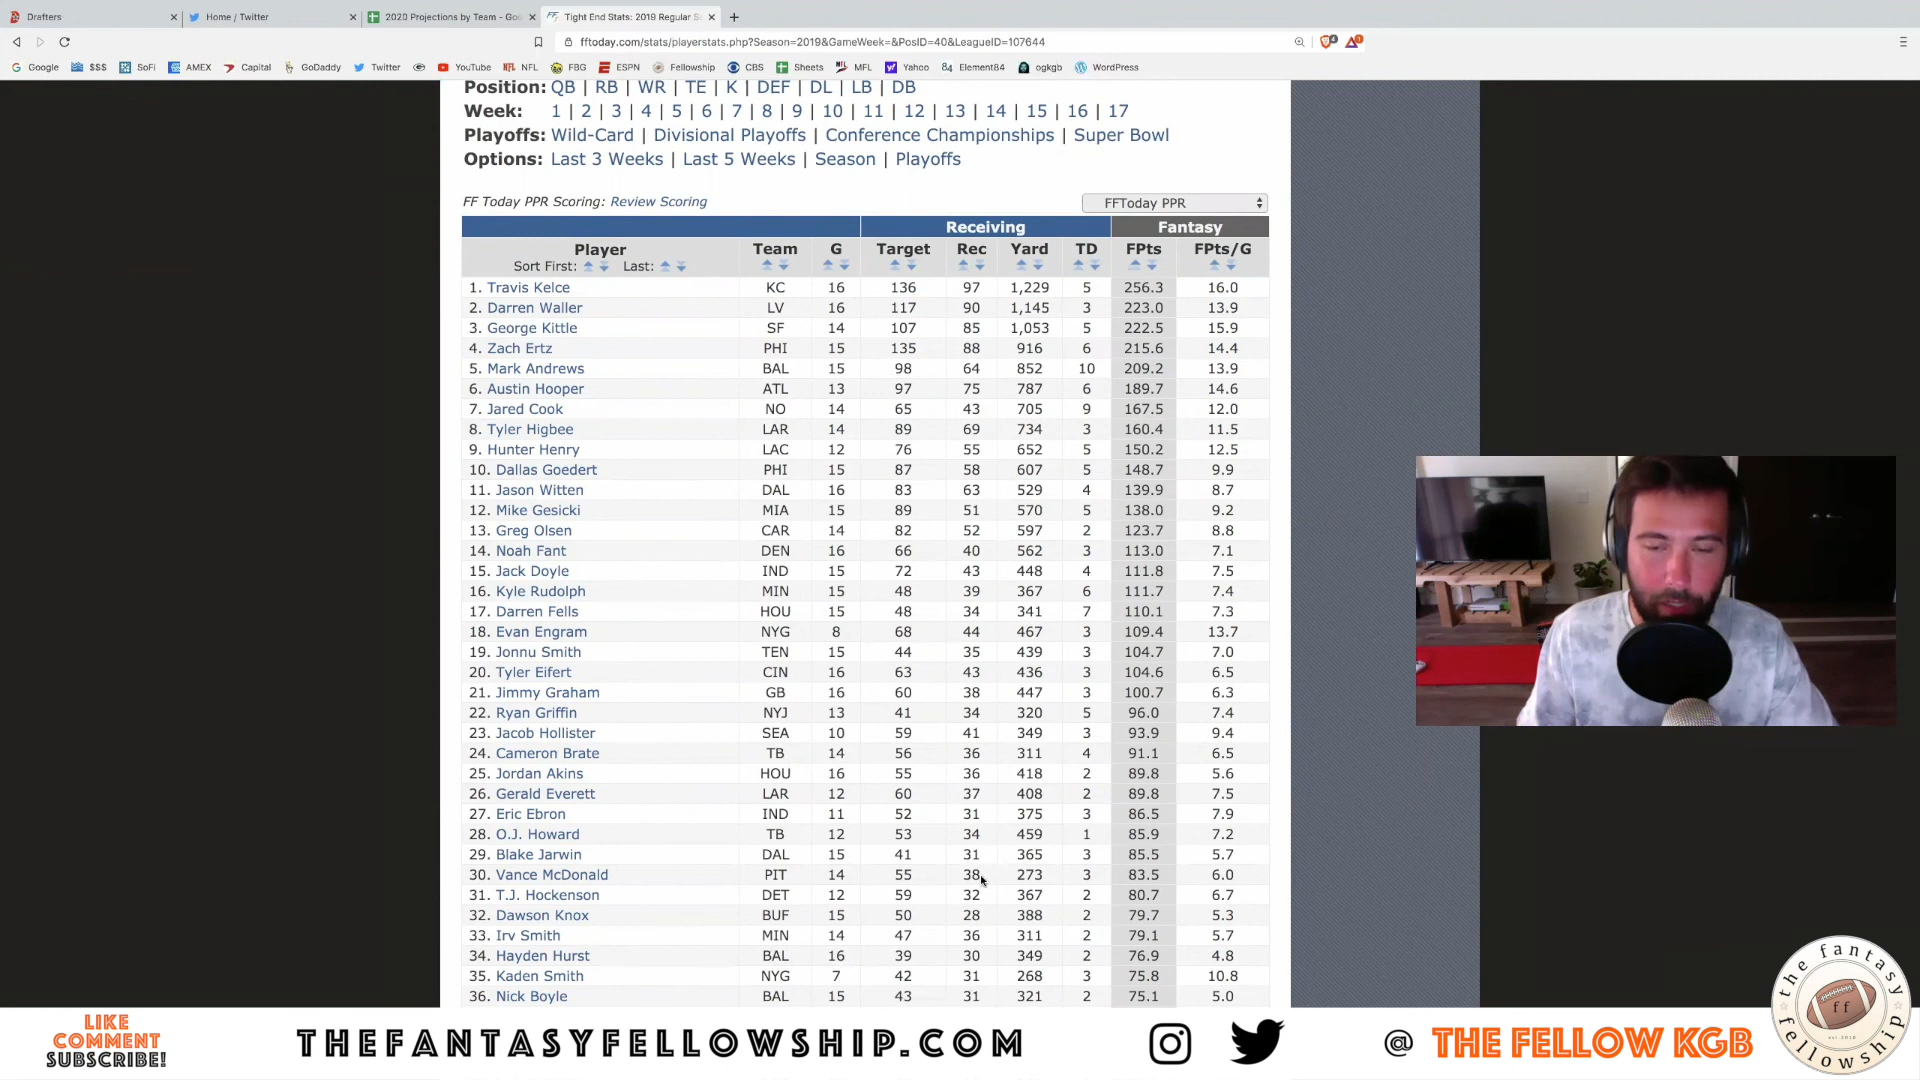 Drafters
Home / Twitter
2020 Projections by Team - Goo
Tight End Stats: 2019 Regular S
fftoday.com/stats/playerstats.php?Season=2019&GameWeek=&PosID=40&LeagueID=107644
Google $$$ SoFi AMEX Capital GoDaddy Twitter YouTube NFL FBG ESPN Fellowship CBS Sheets MFL Yahoo Element84 ogkgb WordPress
Position: QB | RB | WR | TE | K | DEF | DL | LB | DB
Week: 1 | 2 | 3 | 4 | 5 | 6 | 7 | 8 | 9 | 10 | 11 | 12 | 13 | 14 | 15 | 16 | 17
Playoffs: Wild-Card | Divisional Playoffs | Conference Championships | Super Bowl
Options: Last 3 Weeks | Last 5 Weeks | Season | Playoffs
FF Today PPR Scoring: Review Scoring FFToday PPR
Receiving Fantasy
Player Team G Target Rec Yard TD FPts FPts/G
Sort First: Last:
1. Travis Kelce KC 16 136 97 1,229 5 256.3 16.0
2. Darren Waller LV 16 117 90 1,145 3 223.0 13.9
3. George Kittle SF 14 107 85 1,053 5 222.5 15.9
4. Zach Ertz PHI 15 135 88 916 6 215.6 14.4
5. Mark Andrews BAL 15 98 64 852 10 209.2 13.9
6. Austin Hooper ATL 13 97 75 787 6 189.7 14.6
7. Jared Cook NO 14 65 43 705 9 167.5 12.0
8. Tyler Higbee LAR 14 89 69 734 3 160.4 11.5
9. Hunter Henry LAC 12 76 55 652 5 150.2 12.5
10. Dallas Goedert PHI 15 87 58 607 5 148.7 9.9
11. Jason Witten DAL 16 83 63 529 4 139.9 8.7
12. Mike Gesicki MIA 15 89 51 570 5 138.0 9.2
13. Greg Olsen CAR 14 82 52 597 2 123.7 8.8
14. Noah Fant DEN 16 66 40 562 3 113.0 7.1
15. Jack Doyle IND 15 72 43 448 4 111.8 7.5
16. Kyle Rudolph MIN 15 48 39 367 6 111.7 7.4
17. Darren Fells HOU 15 48 34 341 7 110.1 7.3
18. Evan Engram NYG 8 68 44 467 3 109.4 13.7
19. Jonnu Smith TEN 15 44 35 439 3 104.7 7.0
20. Tyler Eifert CIN 16 63 43 436 3 104.6 6.5
21. Jimmy Graham GB 16 60 38 447 3 100.7 6.3
22. Ryan Griffin NYJ 13 41 34 320 5 96.0 7.4
23. Jacob Hollister SEA 10 59 41 349 3 93.9 9.4
24. Cameron Brate TB 14 56 36 311 4 91.1 6.5
25. Jordan Akins HOU 16 55 36 418 2 89.8 5.6
26. Gerald Everett LAR 12 60 37 408 2 89.8 7.5
27. Eric Ebron IND 11 52 31 375 3 86.5 7.9
28. O.J. Howard TB 12 53 34 459 1 85.9 7.2
29. Blake Jarwin DAL 15 41 31 365 3 85.5 5.7
30. Vance McDonald PIT 14 55 38 273 3 83.5 6.0
31. T.J. Hockenson DET 12 59 32 367 2 80.7 6.7
32. Dawson Knox BUF 15 50 28 388 2 79.7 5.3
33. Irv Smith MIN 14 47 36 311 2 79.1 5.7
34. Hayden Hurst BAL 16 39 30 349 2 76.9 4.8
35. Kaden Smith NYG 7 42 31 268 3 75.8 10.8
36. Nick Boyle BAL 15 43 31 321 2 75.1 5.0
LIKE
COMMENT
SUBSCRIBE!
THEFANTASYFELLOWSHIP.COM
@ THE FELLOW KGB
the fantasy
ff
fellowship